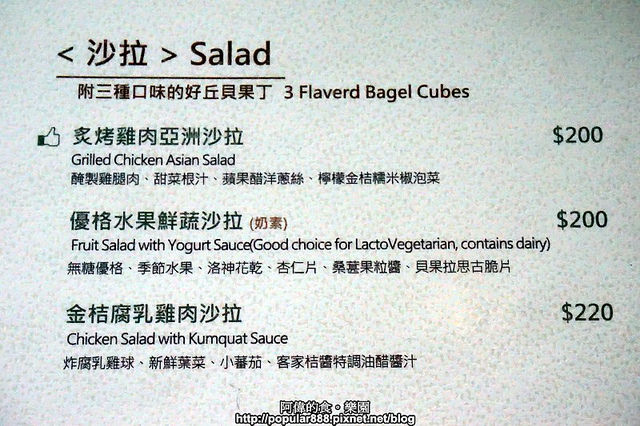 < 沙拉 > Salad
附三種口味的好丘貝果丁 3 Flaverd Bagel Cubes
炙烤雞肉亞洲沙拉 $200
Grilled Chicken Asian Salad
醃製雞腿肉、甜菜根汁、蘋果醋洋蔥絲、檸檬金桔糯米椒泡菜
優格水果鮮蔬沙拉 (奶素) $200
Fruit Salad with Yogurt Sauce(Good choice for LactoVegetarian, contains dairy)
無糖優格、季節水果、洛神花乾、杏仁片、桑葚果粒醬、貝果拉思古脆片
金桔腐乳雞肉沙拉 $220
Chicken Salad with Kumquat Sauce
炸腐乳雞球、新鮮葉菜、小蕃茄、客家桔醬特調油醋醬汁
阿偉的食。樂園
http://popular888.pixnet.net/blog